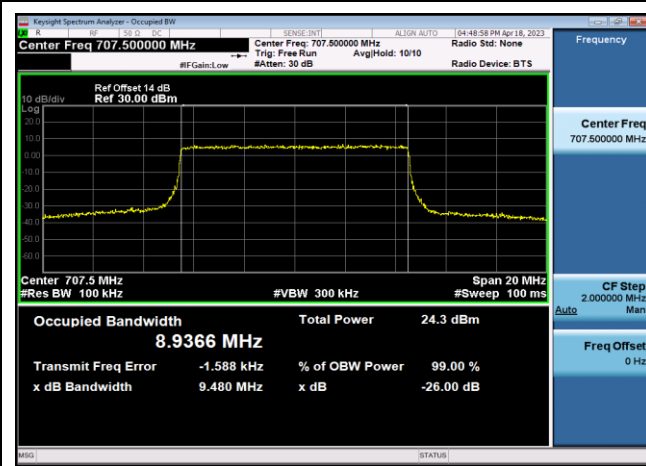 Keysight Spectrum Analyzer - Occupied BW
R RF 50 Ω DC SENSE:INT ALIGN AUTO 04:48:58 PM Apr 18, 2023
Center Freq 707.500000 MHz
Center Freq: 707.500000 MHz Radio Std: None
Trig: Free Run Avg|Hold: 10/10
#IFGain:Low #Atten: 30 dB Radio Device: BTS
Ref Offset 14 dB
10 dB/div Ref 30.00 dBm
Log
20.0
10.0
0.00
-10.0
-20.0
-30.0
-40.0
-50.0
-60.0
Center 707.5 MHz Span 20 MHz
#Res BW 100 kHz #VBW 300 kHz #Sweep 100 ms
Occupied Bandwidth Total Power 24.3 dBm
8.9366 MHz
Transmit Freq Error -1.588 kHz % of OBW Power 99.00 %
x dB Bandwidth 9.480 MHz x dB -26.00 dB
MSG STATUS
Frequency
Center Freq
707.500000 MHz
CF Step
2.000000 MHz
Auto Man
Freq Offset
0 Hz